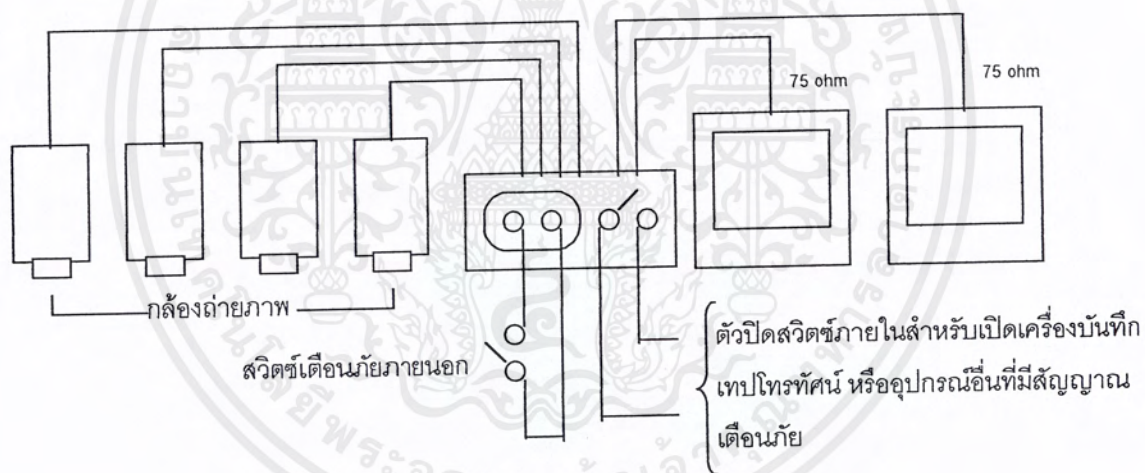 75 ohm
75 ohm
กล้องถ่ายภาพ
สวิตซ์เตือนภัยภายนอก
ตัวปิดสวิตซ์ภายในสำหรับเปิดเครื่องบันทึก
เทปโทรทัศน์ หรืออุปกรณ์อื่นที่มีสัญญาณ
เตือนภัย